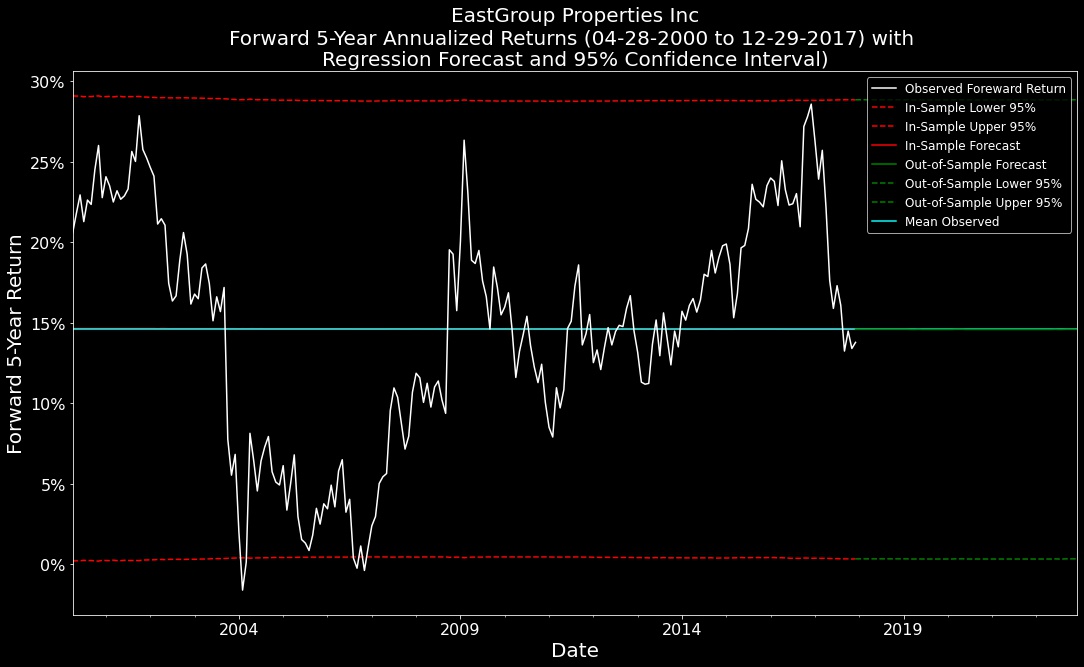 EastGroup Properties Inc
Forward 5-Year Annualized Returns (04-28-2000 to 12-29-2017) with
Regression Forecast and 95% Confidence Interval)
Forward 5-Year Return
30%
25%
20%
15%
10%
5%
0%
Observed Foreward Return
In-Sample Lower 95%
In-Sample Upper 95%
In-Sample Forecast
Out-of-Sample Forecast
Out-of-Sample Lower 95%
Out-of-Sample Upper 95%
Mean Observed
2004
2009
2014
2019
Date